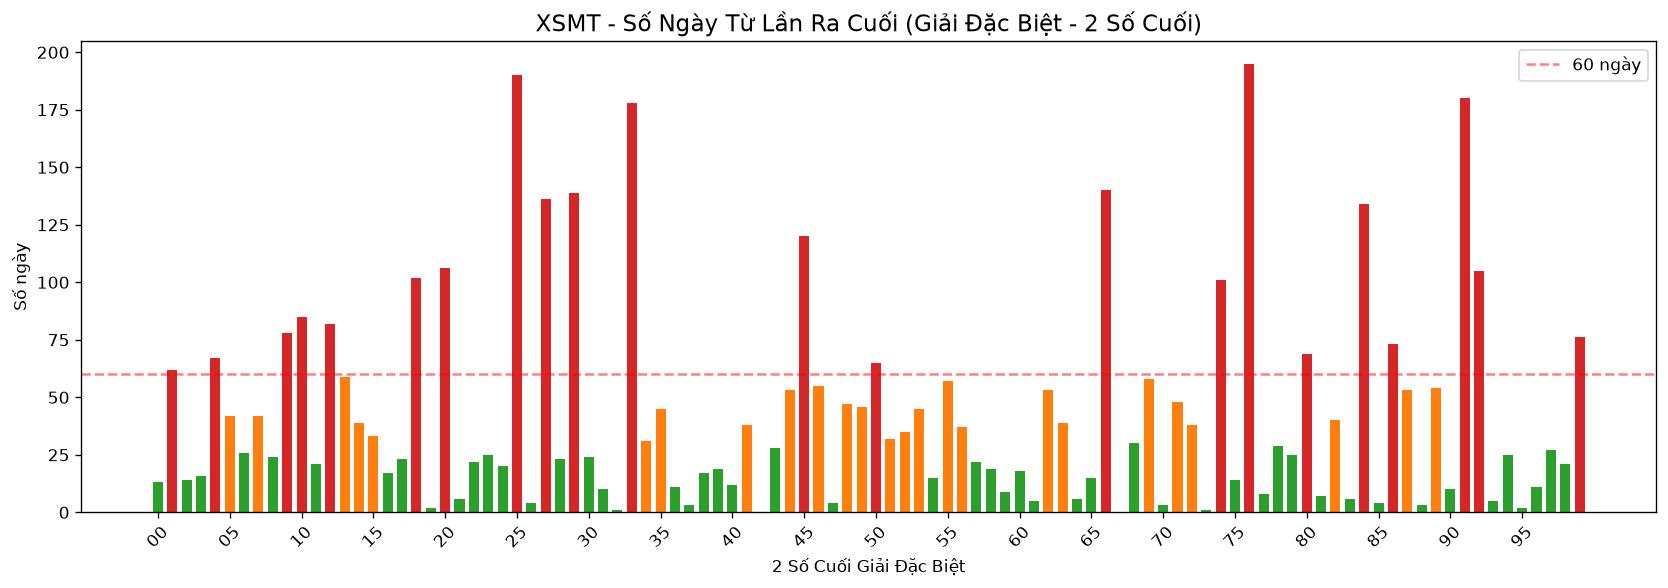 XSMT - Số Ngày Từ Lần Ra Cuối (Giải Đặc Biệt - 2 Số Cuối)
60 ngày
Số ngày
200
175
150
125
100
75
50
25
0
00 05 10 15 20 25 30 35 40 45 50 55 60 65 70 75 80 85 90 95
2 Số Cuối Giải Đặc Biệt